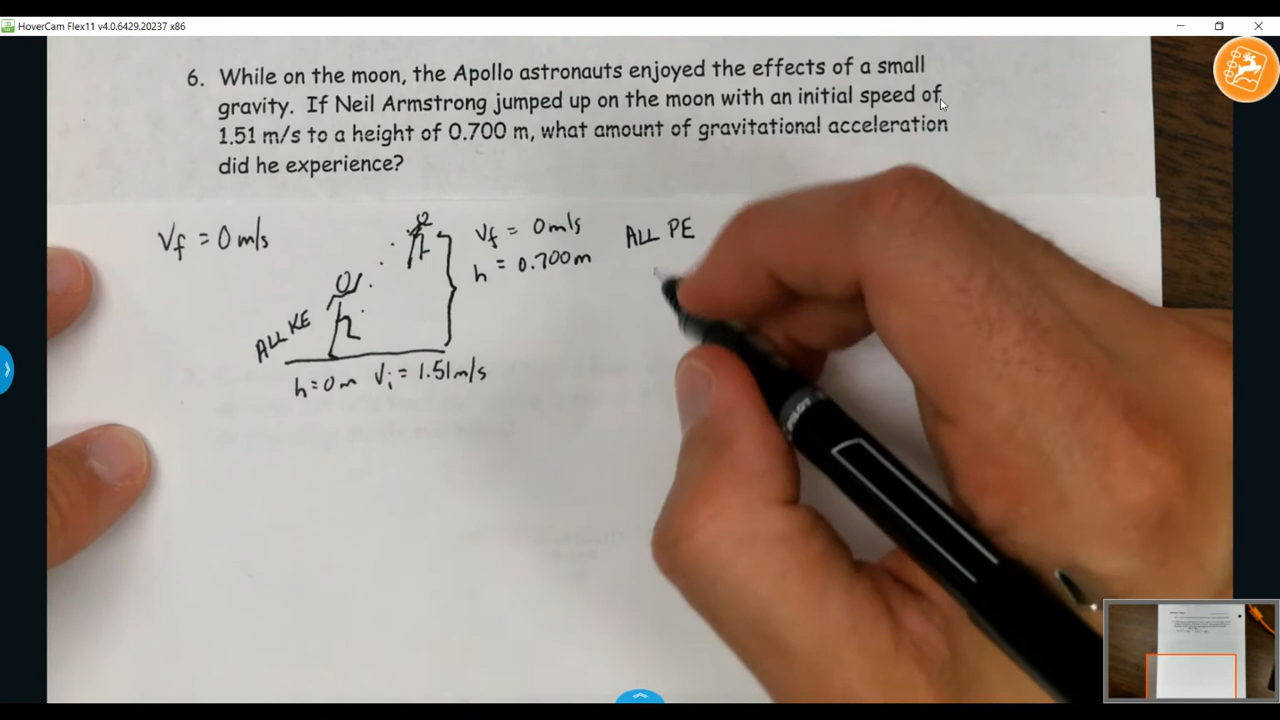 HoverCam Flex11 v4.0.6429.20237 x86
6. While on the moon, the Apollo astronauts enjoyed the effects of a small
gravity. If Neil Armstrong jumped up on the moon with an initial speed of
1.51 m/s to a height of 0.700 m, what amount of gravitational acceleration
did he experience?
Vf = 0 m/s
Vf = 0 m/s
h = 0.700 m
ALL PE
ALL KE
h = 0 m Vi = 1.51 m/s
PILOT